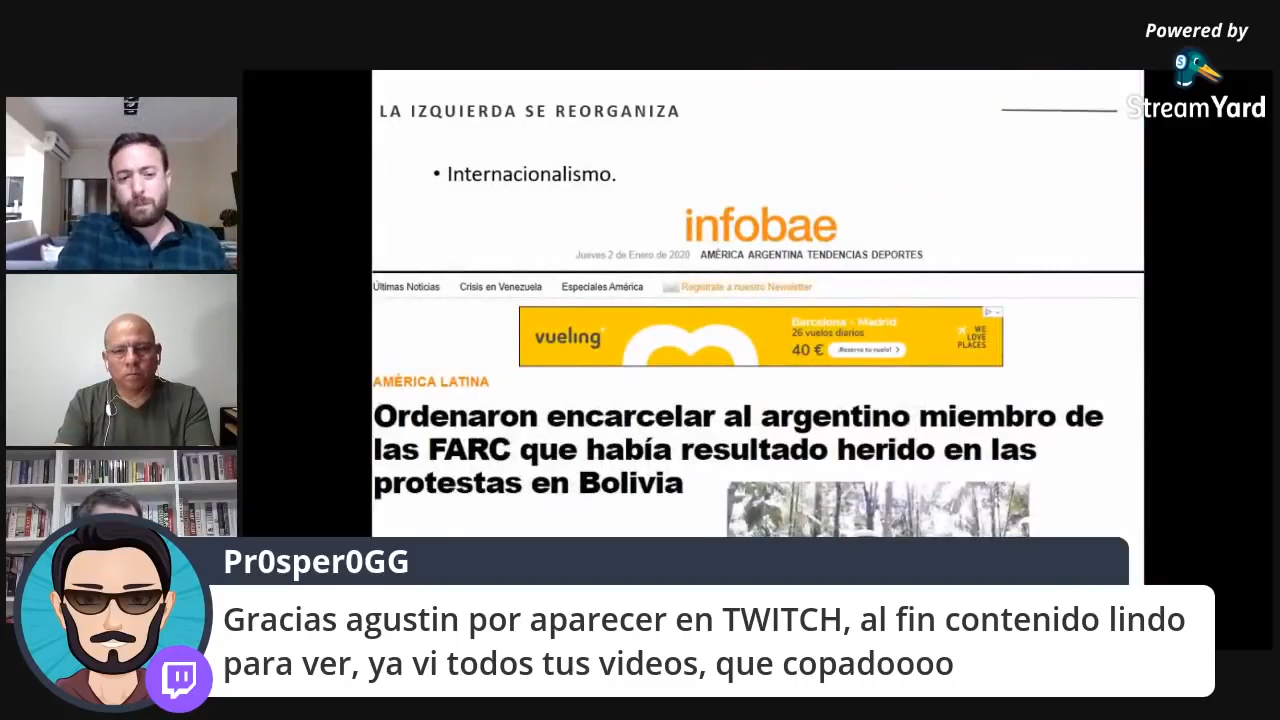 Powered by
StreamYard
LA IZQUIERDA SE REORGANIZA
• Internacionalismo.
infobae
Jueves 2 de Enero de 2020 AMÉRICA ARGENTINA TENDENCIAS DEPORTES
Últimas Noticias Crisis en Venezuela Especiales América Registrate a nuestro Newsletter
vueling
Barcelona - Madrid
26 vuelos diarios
40 € ¡Reserva tu vuelo!
WE
LOVE
PLACES
AMÉRICA LATINA
Ordenaron encarcelar al argentino miembro de
las FARC que había resultado herido en las
protestas en Bolivia
Pr0sper0GG
Gracias agustin por aparecer en TWITCH, al fin contenido lindo
para ver, ya vi todos tus videos, que copadoooo